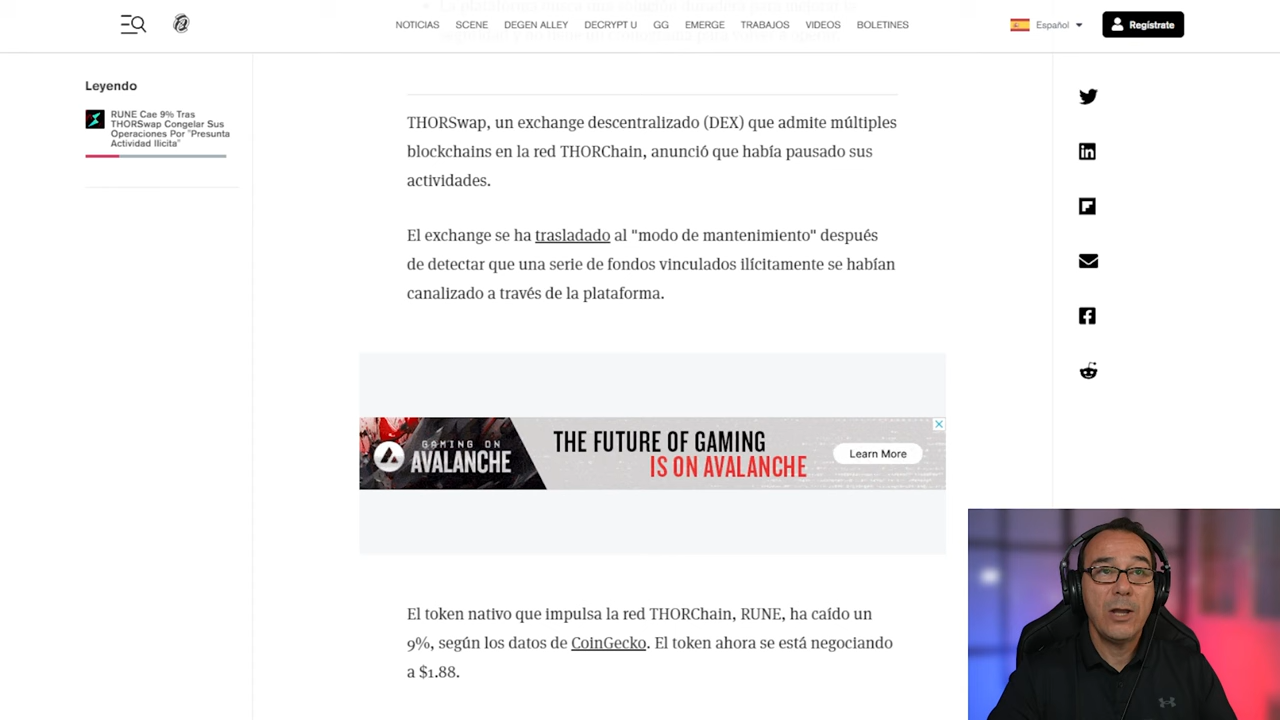 NOTICIAS SCENE DEGEN ALLEY DECRYPT U GG EMERGE TRABAJOS VIDEOS BOLETINES
Español
Regístrate
Leyendo
RUNE Cae 9% Tras
THORSwap Congelar Sus
Operaciones Por "Presunta
Actividad Ilícita"
THORSwap, un exchange descentralizado (DEX) que admite múltiples
blockchains en la red THORChain, anunció que había pausado sus
actividades.
El exchange se ha trasladado al "modo de mantenimiento" después
de detectar que una serie de fondos vinculados ilícitamente se habían
canalizado a través de la plataforma.
GAMING ON
AVALANCHE
THE FUTURE OF GAMING
IS ON AVALANCHE
Learn More
El token nativo que impulsa la red THORChain, RUNE, ha caído un
9%, según los datos de CoinGecko. El token ahora se está negociando
a $1.88.